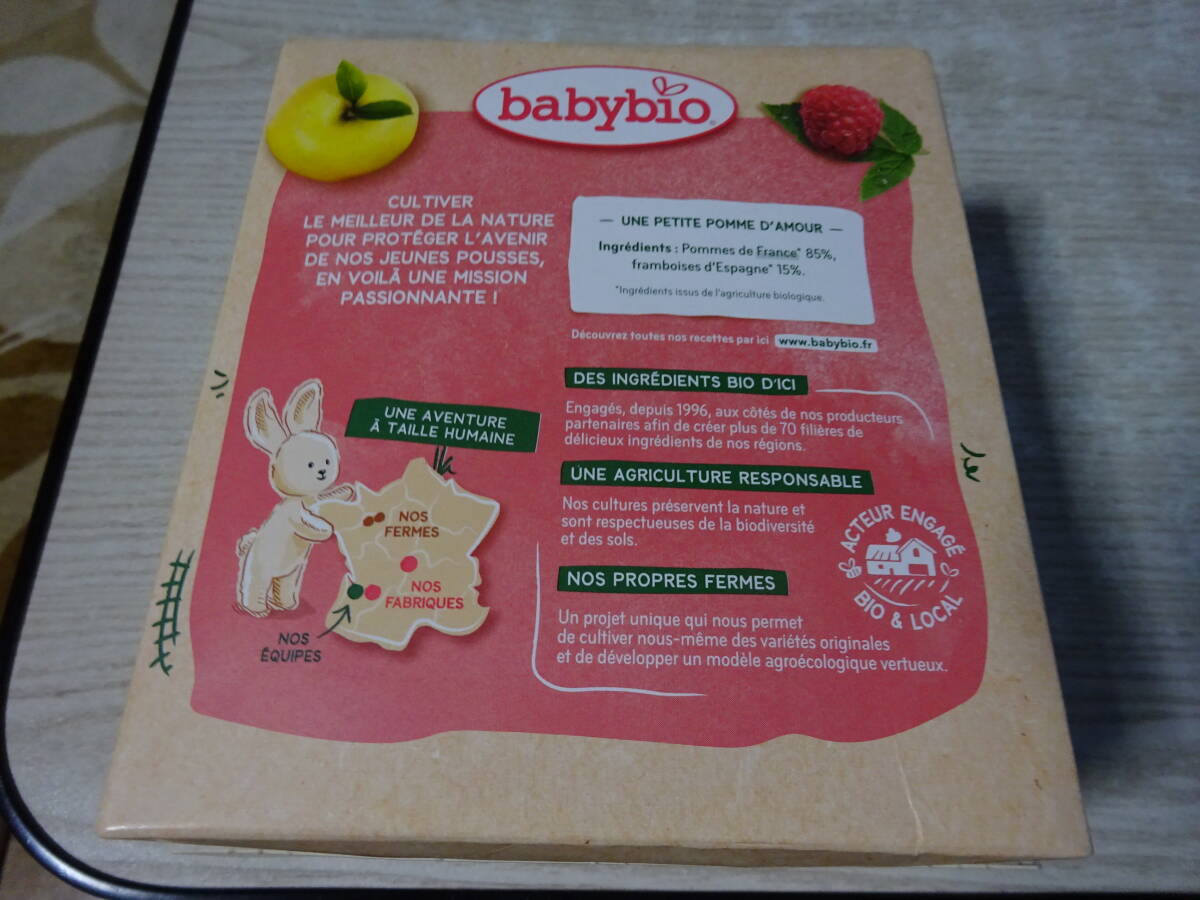 babybio
CULTIVER
LE MEILLEUR DE LA NATURE
POUR PROTÉGER L'AVENIR
DE NOS JEUNES POUSSES,
EN VOILÀ UNE MISSION
PASSIONNANTE !
— UNE PETITE POMME D'AMOUR —
Ingrédients : Pommes de France* 85%,
framboises d'Espagne* 15%.
*Ingrédients issus de l'agriculture biologique.
Découvrez toutes nos recettes par ici www.babybio.fr
DES INGRÉDIENTS BIO D'ICI
Engagés, depuis 1996, aux côtés de nos producteurs
partenaires afin de créer plus de 70 filières de
délicieux ingrédients de nos régions.
UNE AGRICULTURE RESPONSABLE
Nos cultures préservent la nature et
sont respectueuses de la biodiversité
et des sols.
NOS PROPRES FERMES
Un projet unique qui nous permet
de cultiver nous-même des variétés originales
et de développer un modèle agroécologique vertueux.
ACTEUR ENGAGÉ
BIO & LOCAL
UNE AVENTURE
À TAILLE HUMAINE
NOS
FERMES
NOS
FABRIQUES
NOS
ÉQUIPES